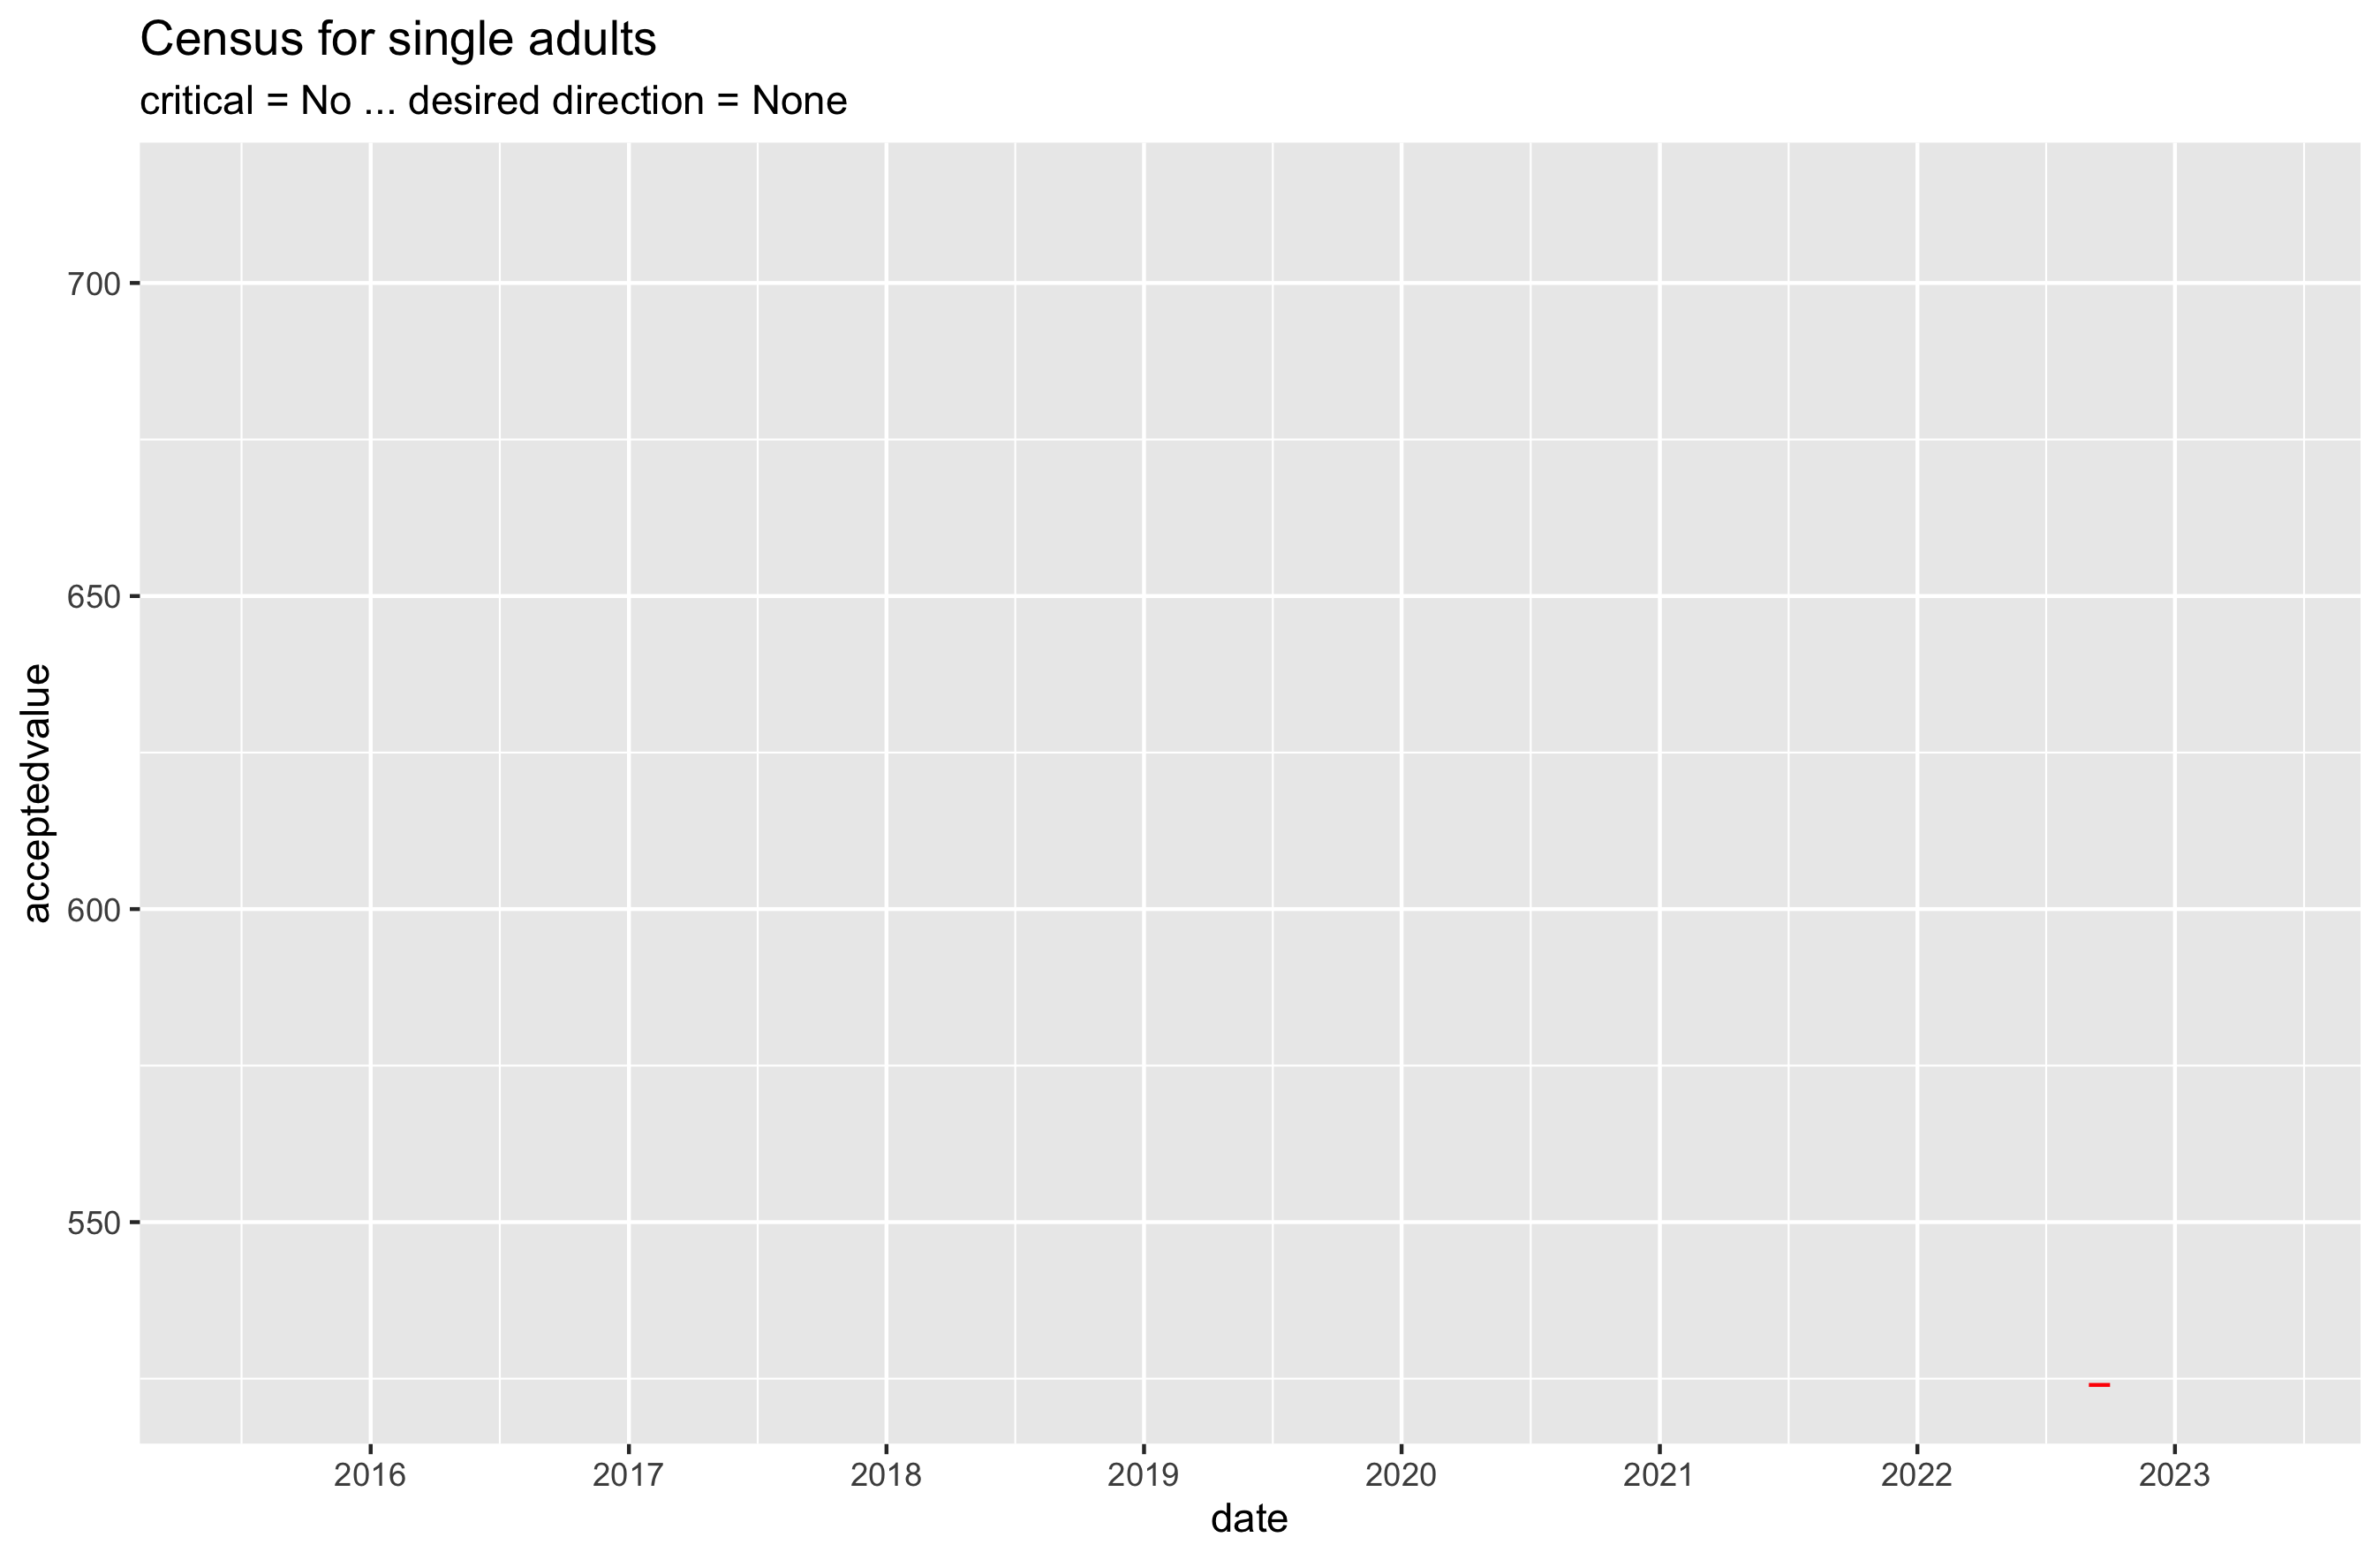 Census for single adults
critical = No ... desired direction = None
700
650
600
550
acceptedvalue
2016 2017 2018 2019 2020 2021 2022 2023
date